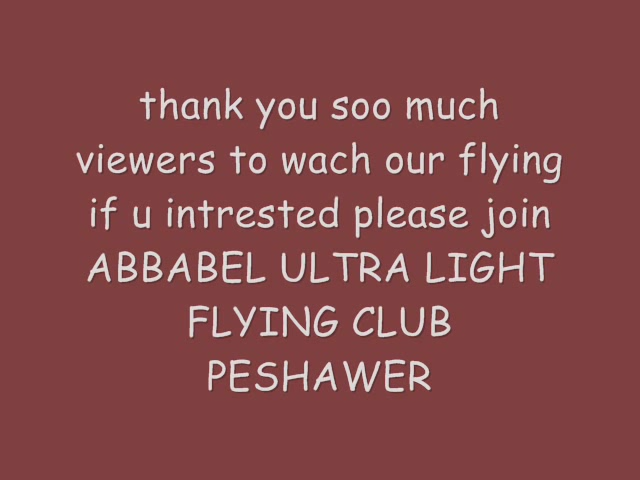 thank you soo much
viewers to wach our flying
if u intrested please join
ABBABEL ULTRA LIGHT
FLYING CLUB
PESHAWER